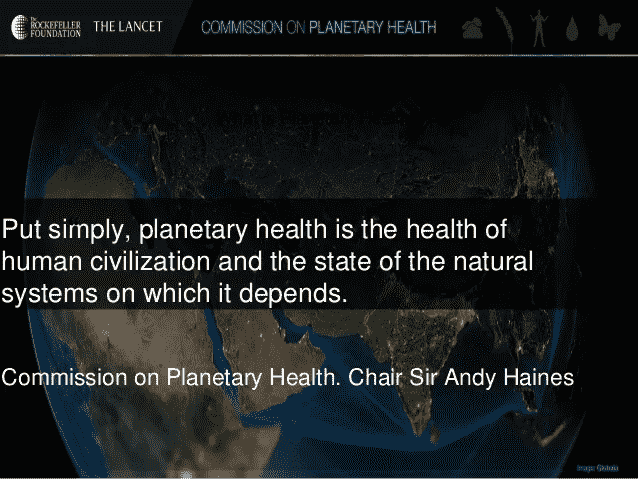 The
ROCKEFELLER
FOUNDATION
THE LANCET
COMMISSION ON PLANETARY HEALTH
Put simply, planetary health is the health of
human civilization and the state of the natural
systems on which it depends.
Commission on Planetary Health. Chair Sir Andy Haines
Image: